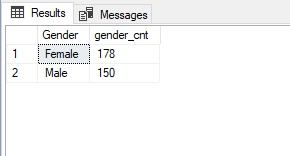 Results Messages
Gender gender_cnt
1 Female 178
2 Male 150